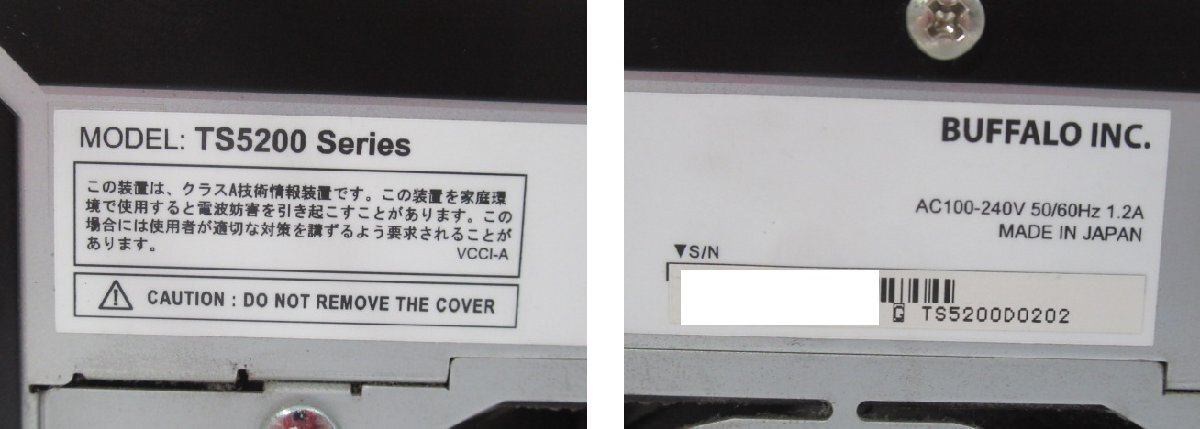 MODEL: TS5200 Series
この装置は、クラスA技術情報装置です。この装置を家庭環
境で使用すると電波妨害を引き起こすことがあります。この
場合には使用者が適切な対策を講ずるよう要求されることが
あります。
VCCI-A
CAUTION : DO NOT REMOVE THE COVER
BUFFALO INC.
AC100-240V 50/60Hz 1.2A
MADE IN JAPAN
▼S/N
G TS5200D0202